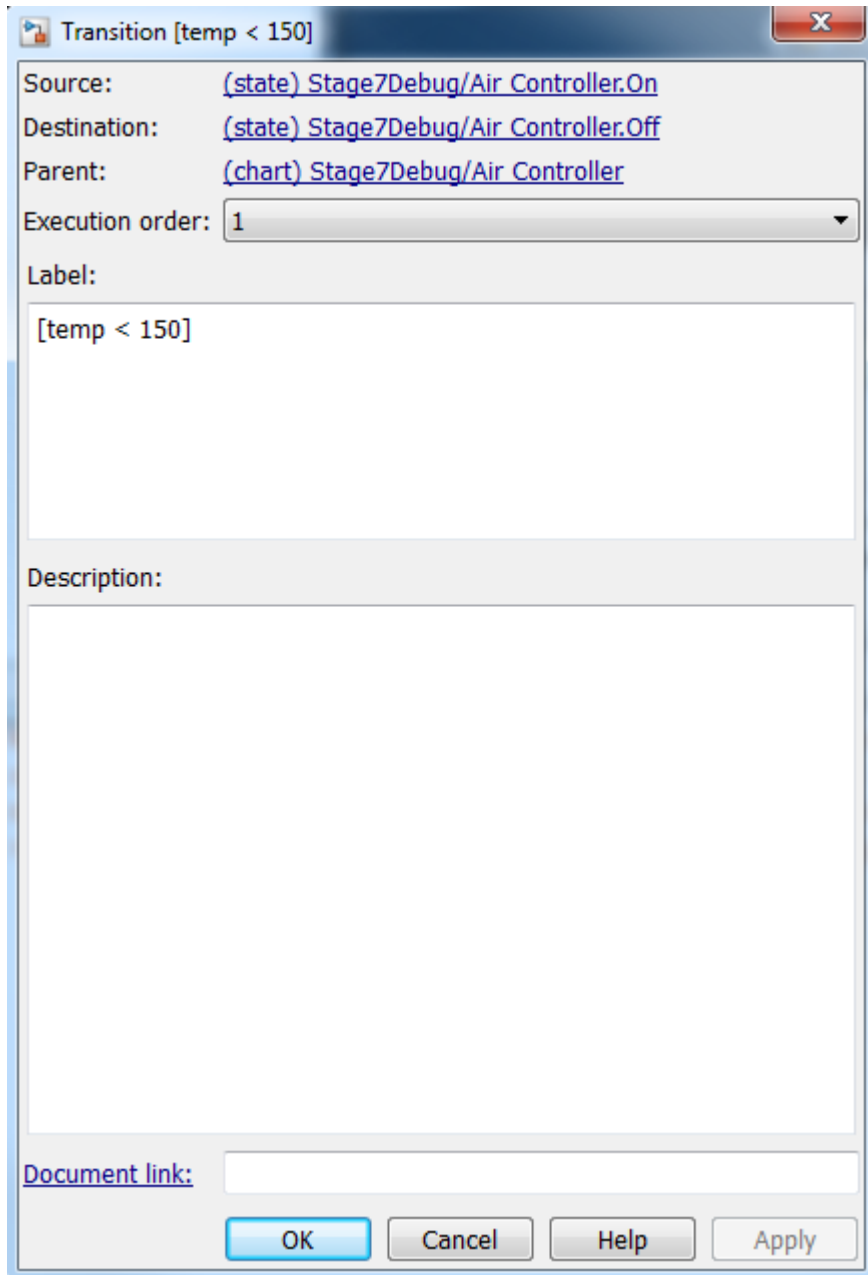 Transition [temp < 150]
Source: (state) Stage7Debug/Air Controller.On
Destination: (state) Stage7Debug/Air Controller.Off
Parent: (chart) Stage7Debug/Air Controller
Execution order: 1
Label:
[temp < 150]
Description:
Document link:
OK Cancel Help Apply